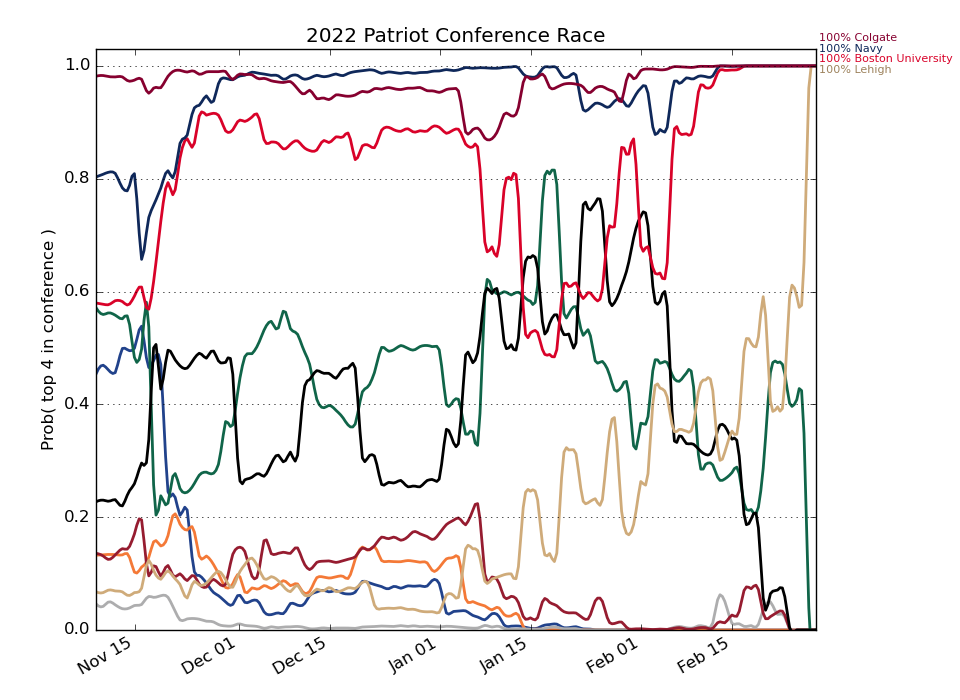 2022 Patriot Conference Race
100% Colgate
100% Navy
100% Boston University
100% Lehigh
Prob( top 4 in conference )
1.0
0.8
0.6
0.4
0.2
0.0
Nov 15
Dec 01
Dec 15
Jan 01
Jan 15
Feb 01
Feb 15